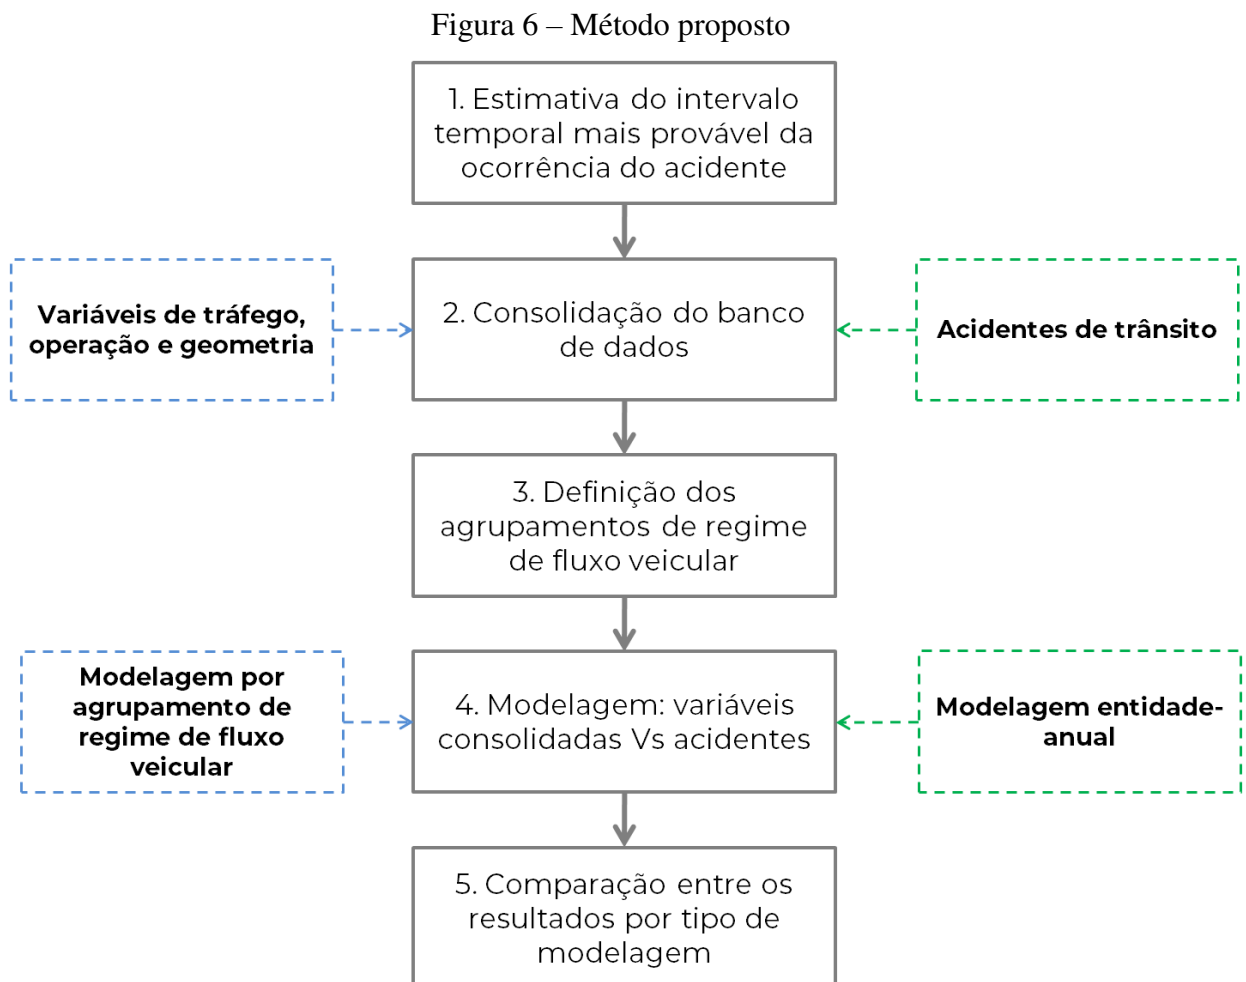 Figura 6 – Método proposto
1. Estimativa do intervalo
temporal mais provável da
ocorrência do acidente
Variáveis de tráfego,
operação e geometria
2. Consolidação do banco
de dados
Acidentes de trânsito
3. Definição dos
agrupamentos de regime
de fluxo veicular
Modelagem por
agrupamento de
regime de fluxo
veicular
4. Modelagem: variáveis
consolidadas Vs acidentes
Modelagem entidade-
anual
5. Comparação entre os
resultados por tipo de
modelagem